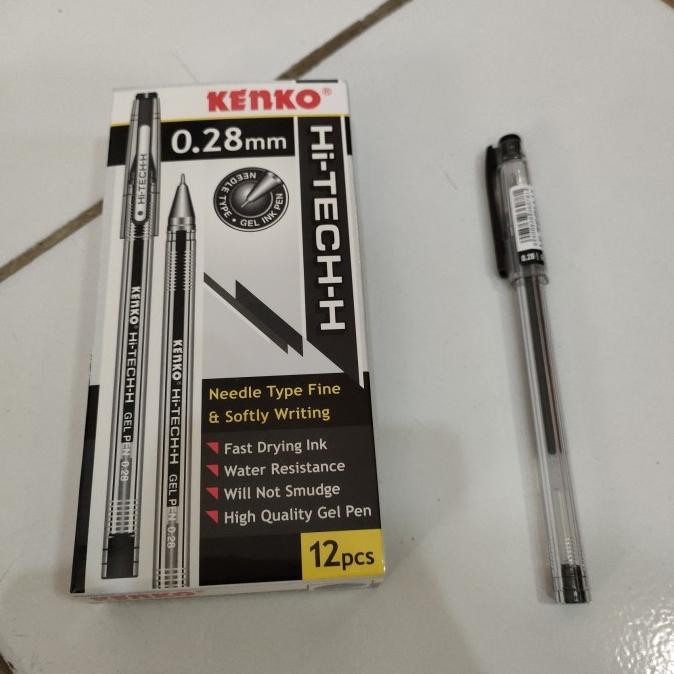 KENKO®
0.28mm
Hi-TECH-H
NEEDLE TYPE • GEL INK PEN •
Hi-TECH-H
KENKO Hi-TECH-H GEL PEN 0.28
KENKO® Hi-TECH-H GEL PEN 0.28
Needle Type Fine
& Softly Writing
Fast Drying Ink
Water Resistance
Will Not Smudge
High Quality Gel Pen
12pcs
0.28